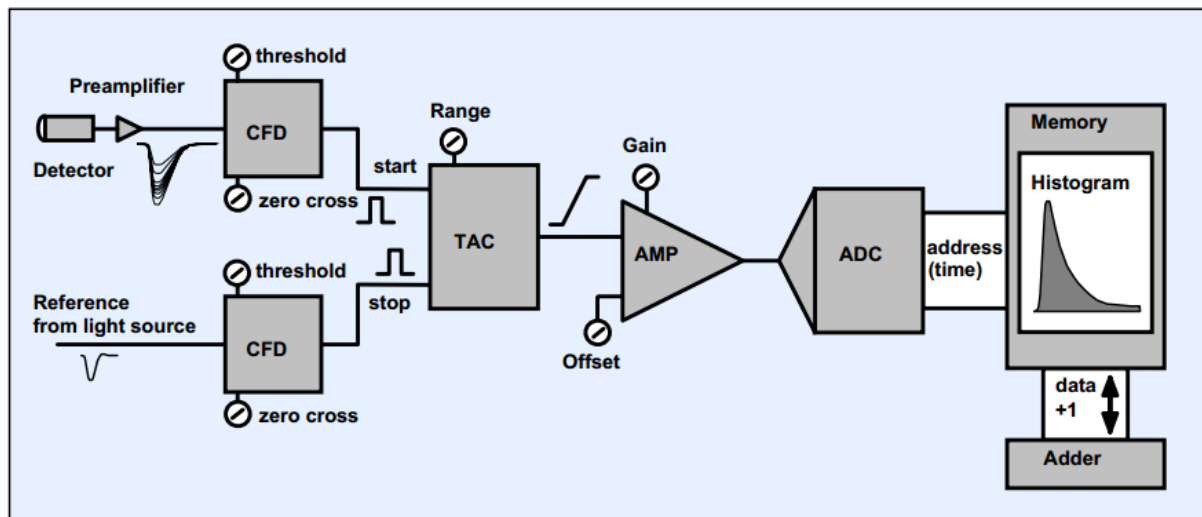 threshold
Preamplifier
CFD
Detector
zero cross
start
Range
TAC
threshold
stop
Reference
from light source
CFD
zero cross
Gain
AMP
Offset
ADC
address
(time)
Memory
Histogram
data
+1
Adder